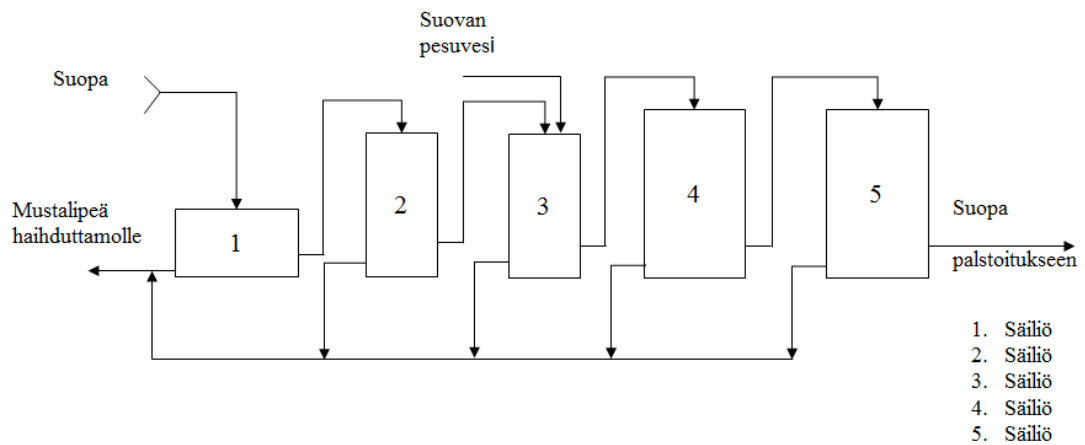 Suovan
pesuvesi
Suopa
Mustalipeä
haihduttamolle
1
2
3
4
5
Suopa
palstoitukseen
1. Säiliö
2. Säiliö
3. Säiliö
4. Säiliö
5. Säiliö